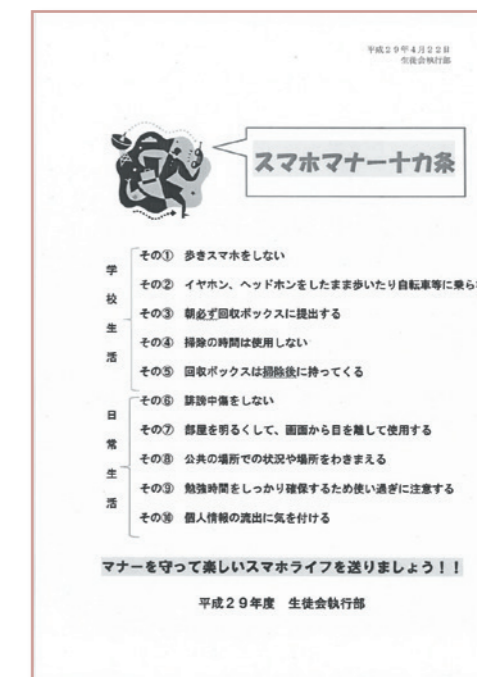 平成29年4月22日
生徒会執行部
スマホマナー十カ条
学校生活
その① 歩きスマホをしない
その② イヤホン、ヘッドホンをしたまま歩いたり自転車等に乗ら
その③ 朝必ず回収ボックスに提出する
その④ 掃除の時間は使用しない
その⑤ 回収ボックスは掃除後に持ってくる
日常生活
その⑥ 誹謗中傷をしない
その⑦ 部屋を明るくして、画面から目を離して使用する
その⑧ 公共の場所での状況や場所をわきまえる
その⑨ 勉強時間をしっかり確保するため使い過ぎに注意する
その⑩ 個人情報の流出に気を付ける
マナーを守って楽しいスマホライフを送りましょう!!
平成29年度 生徒会執行部